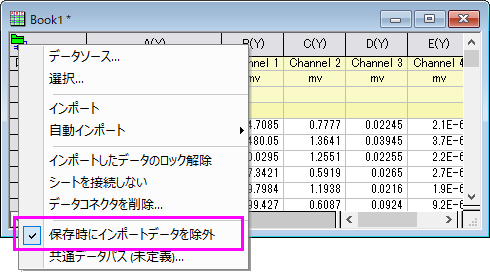 Book1 *
A(Y) B(Y) C(Y) D(Y) E(Y)
データソース...
選択...
Channel 2 Channel 3 Channel 4
mv mv mv mv
インポート
自動インポート
インポートしたデータのロック解除
シートを接続しない
データコネクタを削除...
保存時にインポートデータを除外
共通データパス (未定義)...
.7085 0.7777 0.02245 2.1E-6
480.05 1.3641 0.03945 3.7E-6
.0295 1.2551 0.02255 2.2E-6
7.3421 0.5919 0.0265 2.6E-6
.7984 1.1938 0.0216 1.9E-6
99.427 0.6087 0.0924 9.2E-6